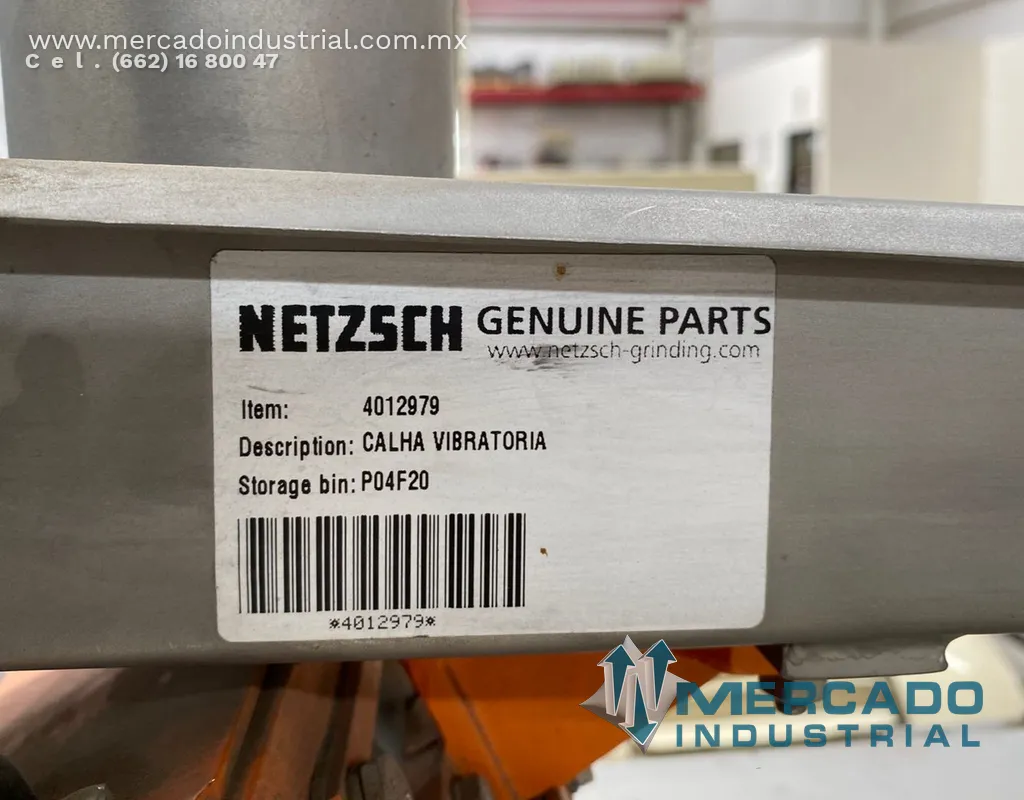 www.mercadoindustrial.com.mx
Cel. (662) 16 800 47
NETZSCH GENUINE PARTS
www.netzsch-grinding.com
Item: 4012979
Description: CALHA VIBRATORIA
Storage bin: P04F20
*4012979*
MERCADO
INDUSTRIAL